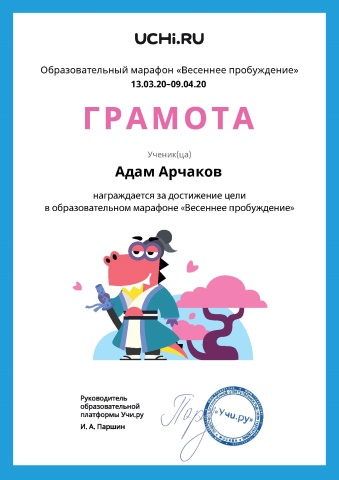 UCHi.RU
Образовательный марафон «Весеннее пробуждение»
13.03.20–09.04.20
ГРАМОТА
Ученик(ца)
Адам Арчаков
награждается за достижение цели
в образовательном марафоне «Весеннее пробуждение»
Руководитель
образовательной
платформы Учи.ру
И. А. Паршин
«Учи.ру»